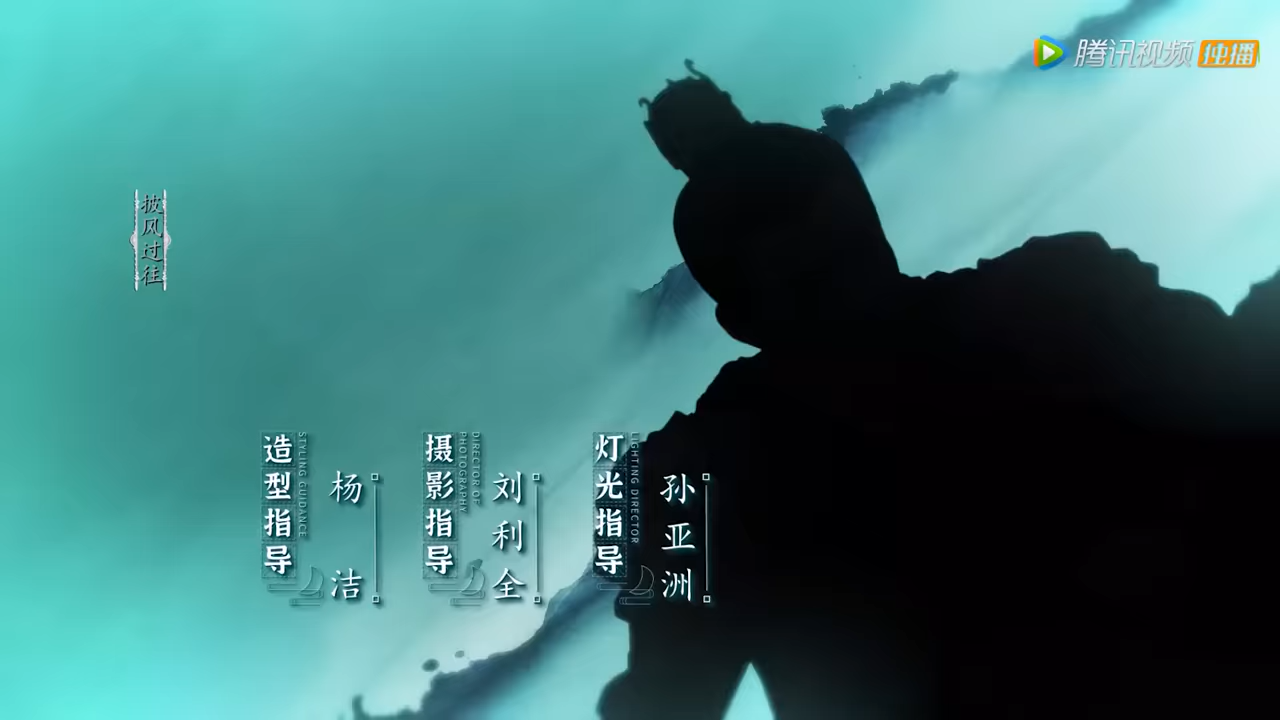 腾讯视频 独播
披风过往
造型指导
STYLING GUIDANCE
杨洁
摄影指导
DIRECTOR OF
PHOTOGRAPHY
刘利全
灯光指导
LIGHTING DIRECTOR
孙亚洲